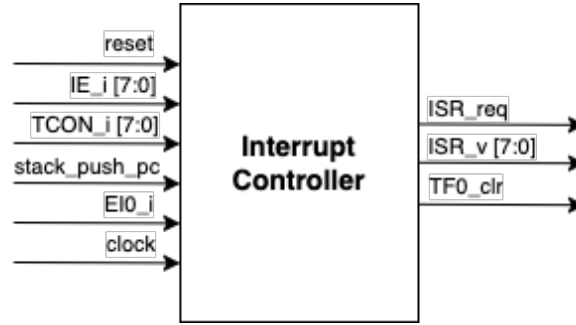 reset
IE_i [7:0]
TCON_i [7:0]
stack_push_pc
EI0_i
clock
Interrupt
Controller
ISR_req
ISR_v [7:0]
TF0_clr